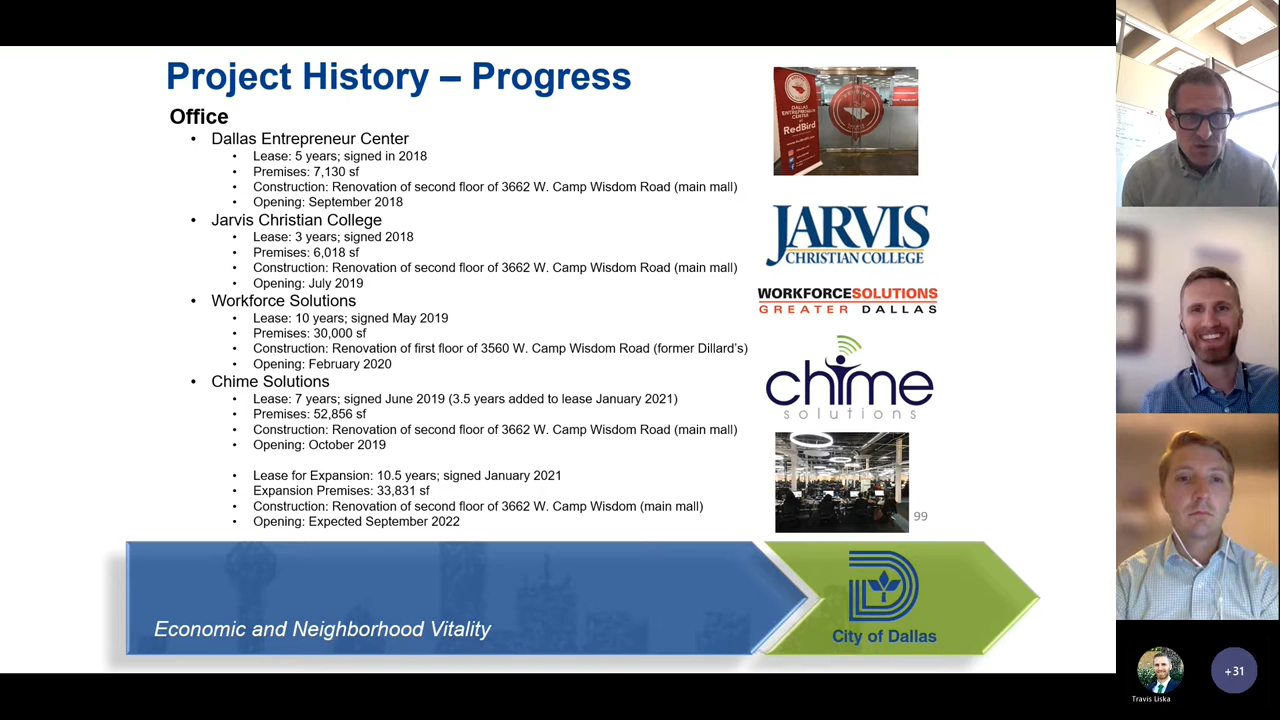 Project History – Progress
Office
• Dallas Entrepreneur Center
• Lease: 5 years; signed in 2018
• Premises: 7,130 sf
• Construction: Renovation of second floor of 3662 W. Camp Wisdom Road (main mall)
• Opening: September 2018
• Jarvis Christian College
• Lease: 3 years; signed 2018
• Premises: 6,018 sf
• Construction: Renovation of second floor of 3662 W. Camp Wisdom Road (main mall)
• Opening: July 2019
• Workforce Solutions
• Lease: 10 years; signed May 2019
• Premises: 30,000 sf
• Construction: Renovation of first floor of 3560 W. Camp Wisdom Road (former Dillard's)
• Opening: February 2020
• Chime Solutions
• Lease: 7 years; signed June 2019 (3.5 years added to lease January 2021)
• Premises: 52,856 sf
• Construction: Renovation of second floor of 3662 W. Camp Wisdom Road (main mall)
• Opening: October 2019
• Lease for Expansion: 10.5 years; signed January 2021
• Expansion Premises: 33,831 sf
• Construction: Renovation of second floor of 3662 W. Camp Wisdom (main mall)
• Opening: Expected September 2022
DALLAS
ENTREPRENEUR
CENTER
RedBird
JARVIS
CHRISTIAN COLLEGE
WORKFORCESOLUTIONS
GREATER DALLAS
chime
solutions
99
Economic and Neighborhood Vitality
City of Dallas
Travis Liska
+31